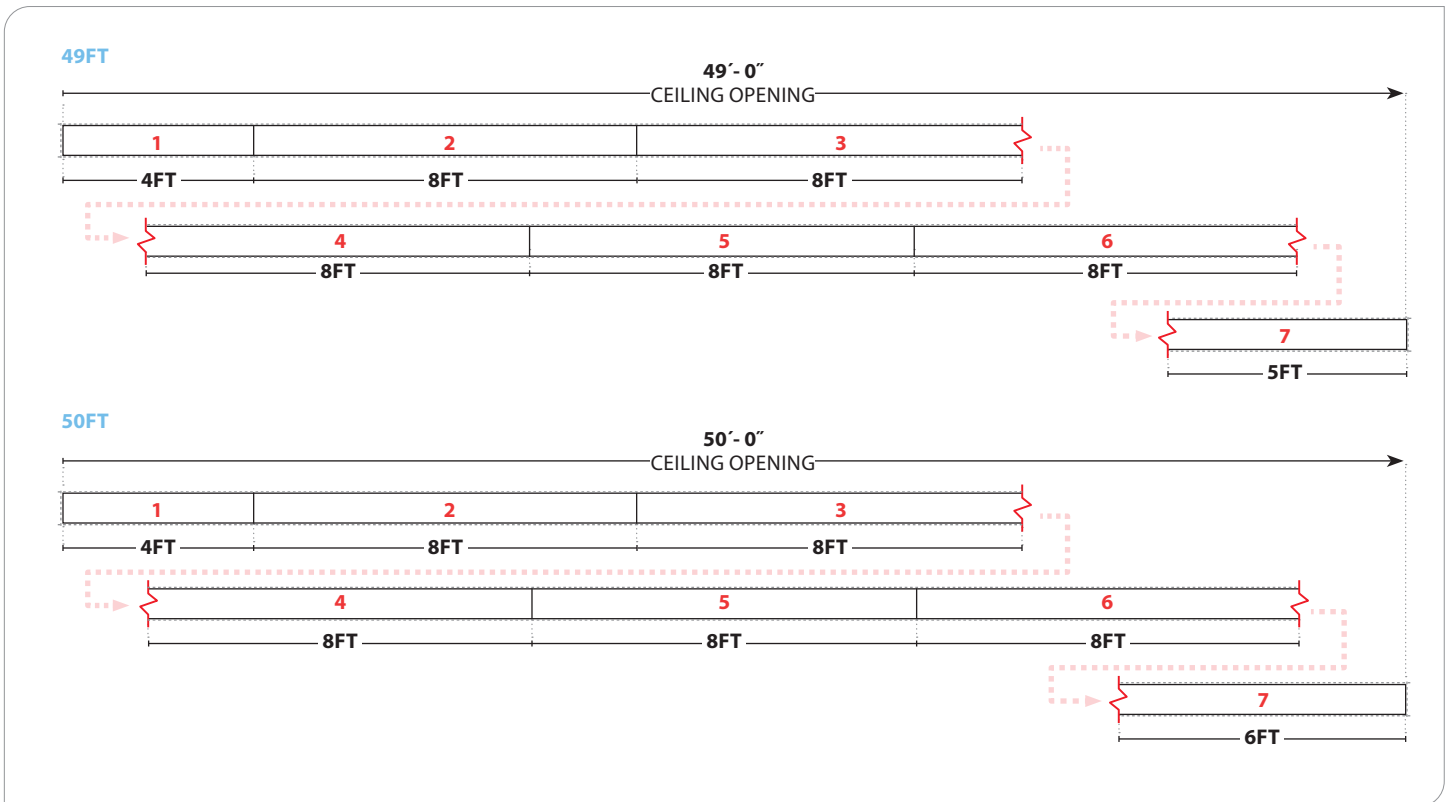 49FT
49´- 0˝
CEILING OPENING
1 2 3
4FT 8FT 8FT
4 5 6
8FT 8FT 8FT
7
5FT
50FT
50´- 0˝
CEILING OPENING
1 2 3
4FT 8FT 8FT
4 5 6
8FT 8FT 8FT
7
6FT